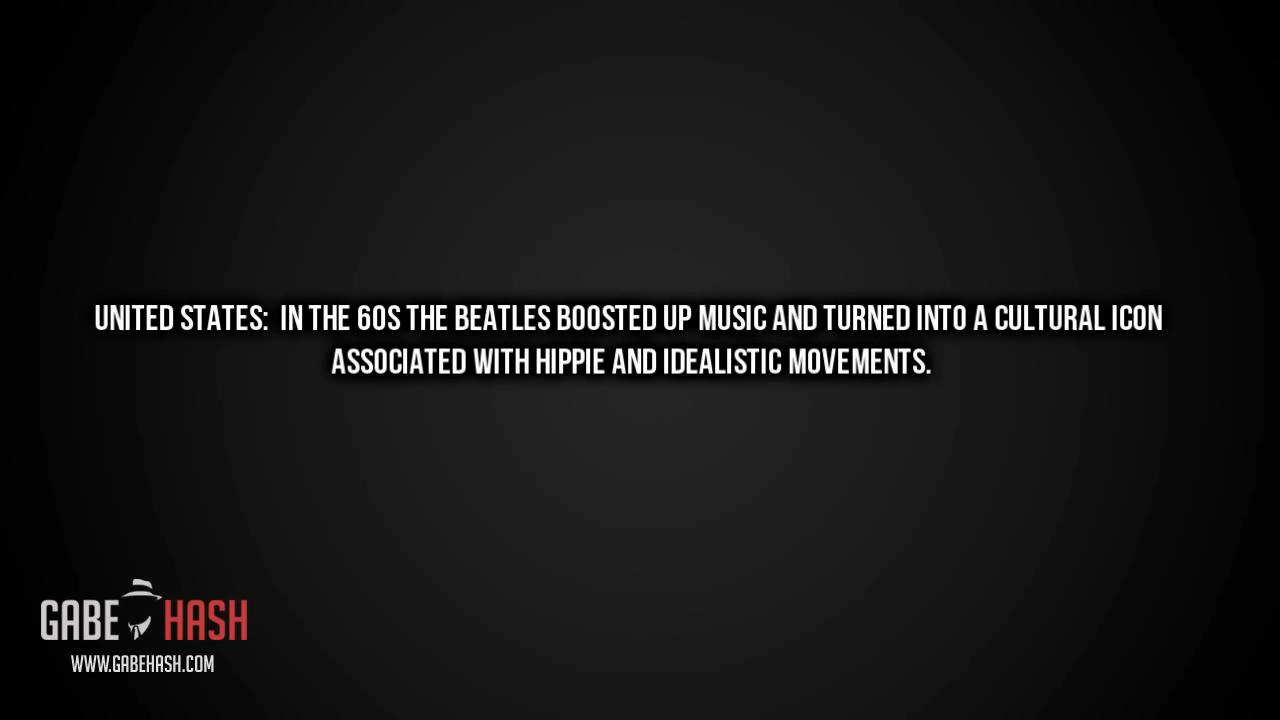 UNITED STATES:  IN THE 60S THE BEATLES BOOSTED UP MUSIC AND TURNED INTO A CULTURAL ICON
ASSOCIATED WITH HIPPIE AND IDEALISTIC MOVEMENTS.
GABE HASH
WWW.GABEHASH.COM